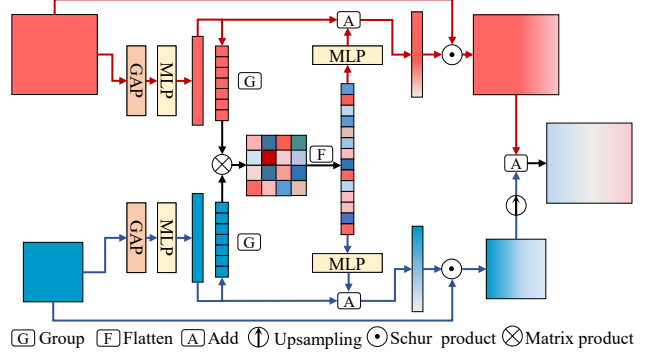 A
MLP
GAP
MLP
G
F
A
GAP
MLP
G
MLP
A
G Group F Flatten A Add Upsampling Schur product Matrix product